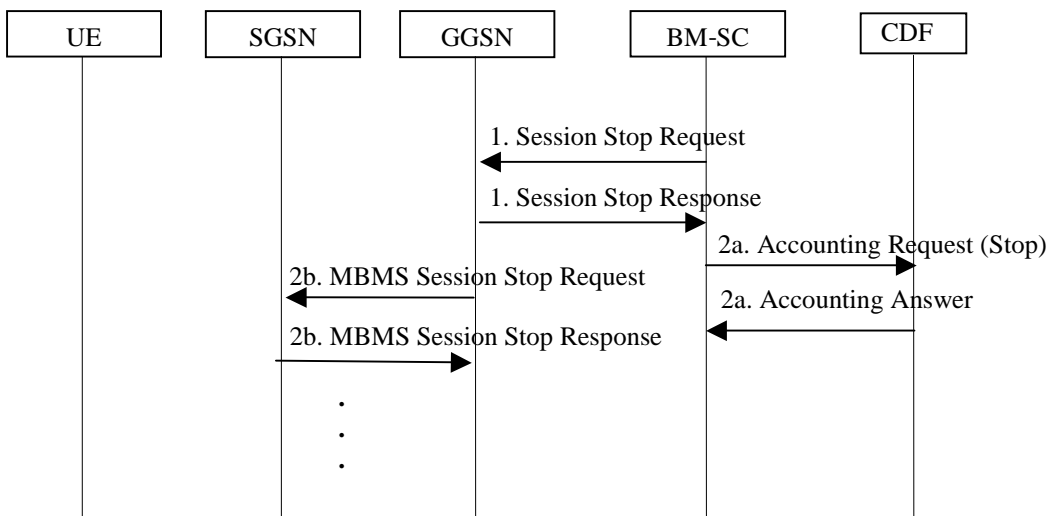 UE
SGSN
GGSN
BM-SC
CDF
1. Session Stop Request
1. Session Stop Response
2a. Accounting Request (Stop)
2b. MBMS Session Stop Request
2a. Accounting Answer
2b. MBMS Session Stop Response
.
.
.